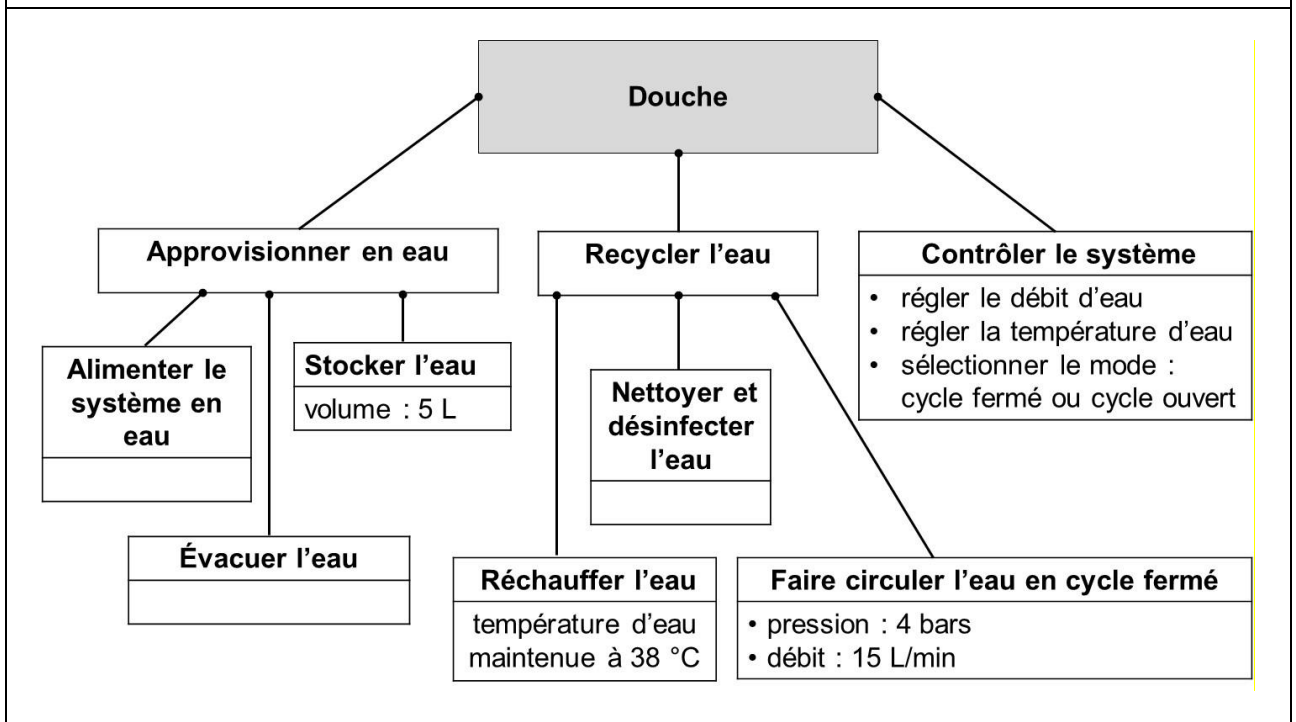 Douche
Approvisionner en eau
Recycler l’eau
Contrôler le système
• régler le débit d’eau
• régler la température d’eau
• sélectionner le mode :
cycle fermé ou cycle ouvert
Alimenter le
système en
eau
Stocker l’eau
volume : 5 L
Nettoyer et
désinfecter
l’eau
Évacuer l’eau
Réchauffer l’eau
température d’eau
maintenue à 38 °C
Faire circuler l’eau en cycle fermé
• pression : 4 bars
• débit : 15 L/min